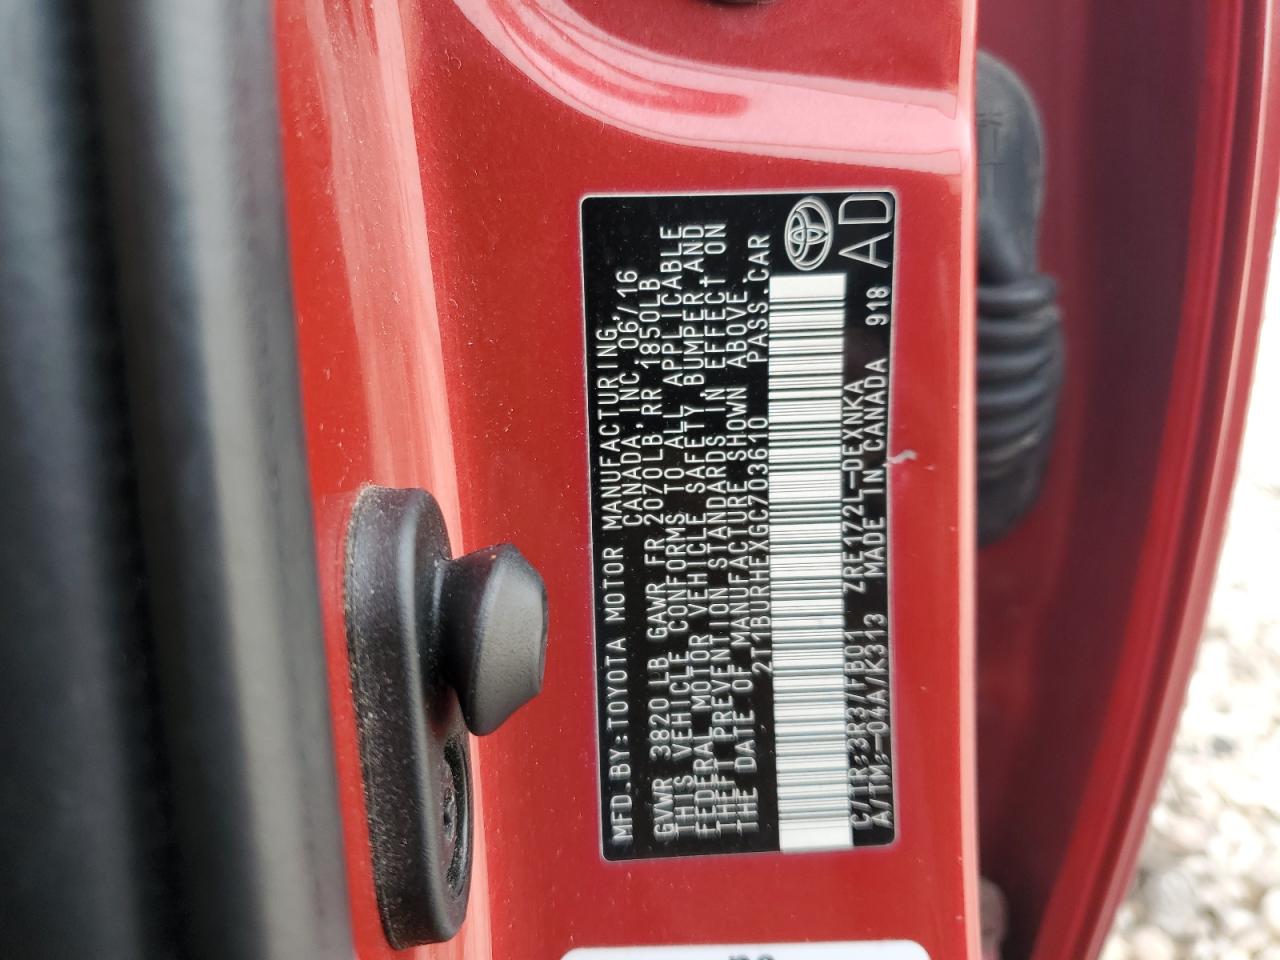 MFD.BY:TOYOTA MOTOR MANUFACTURING,
CANADA,INC. 06/16
GVWR 3820 LB GAWR FR 2070LB,RR 1850LB
THIS VEHICLE CONFORMS TO ALL APPLICABLE
FEDERAL MOTOR VEHICLE SAFETY,BUMPER,AND
THEFT PREVENTION STANDARDS IN EFFECT ON
THE DATE OF MANUFACTURE SHOWN ABOVE.
2T1BURHEXGC703610 PASS.CAR
C/TR:3R3/FB01 ZRE172L-DEXNKA
A/TM:-04A/K313 MADE IN CANADA 918
AD